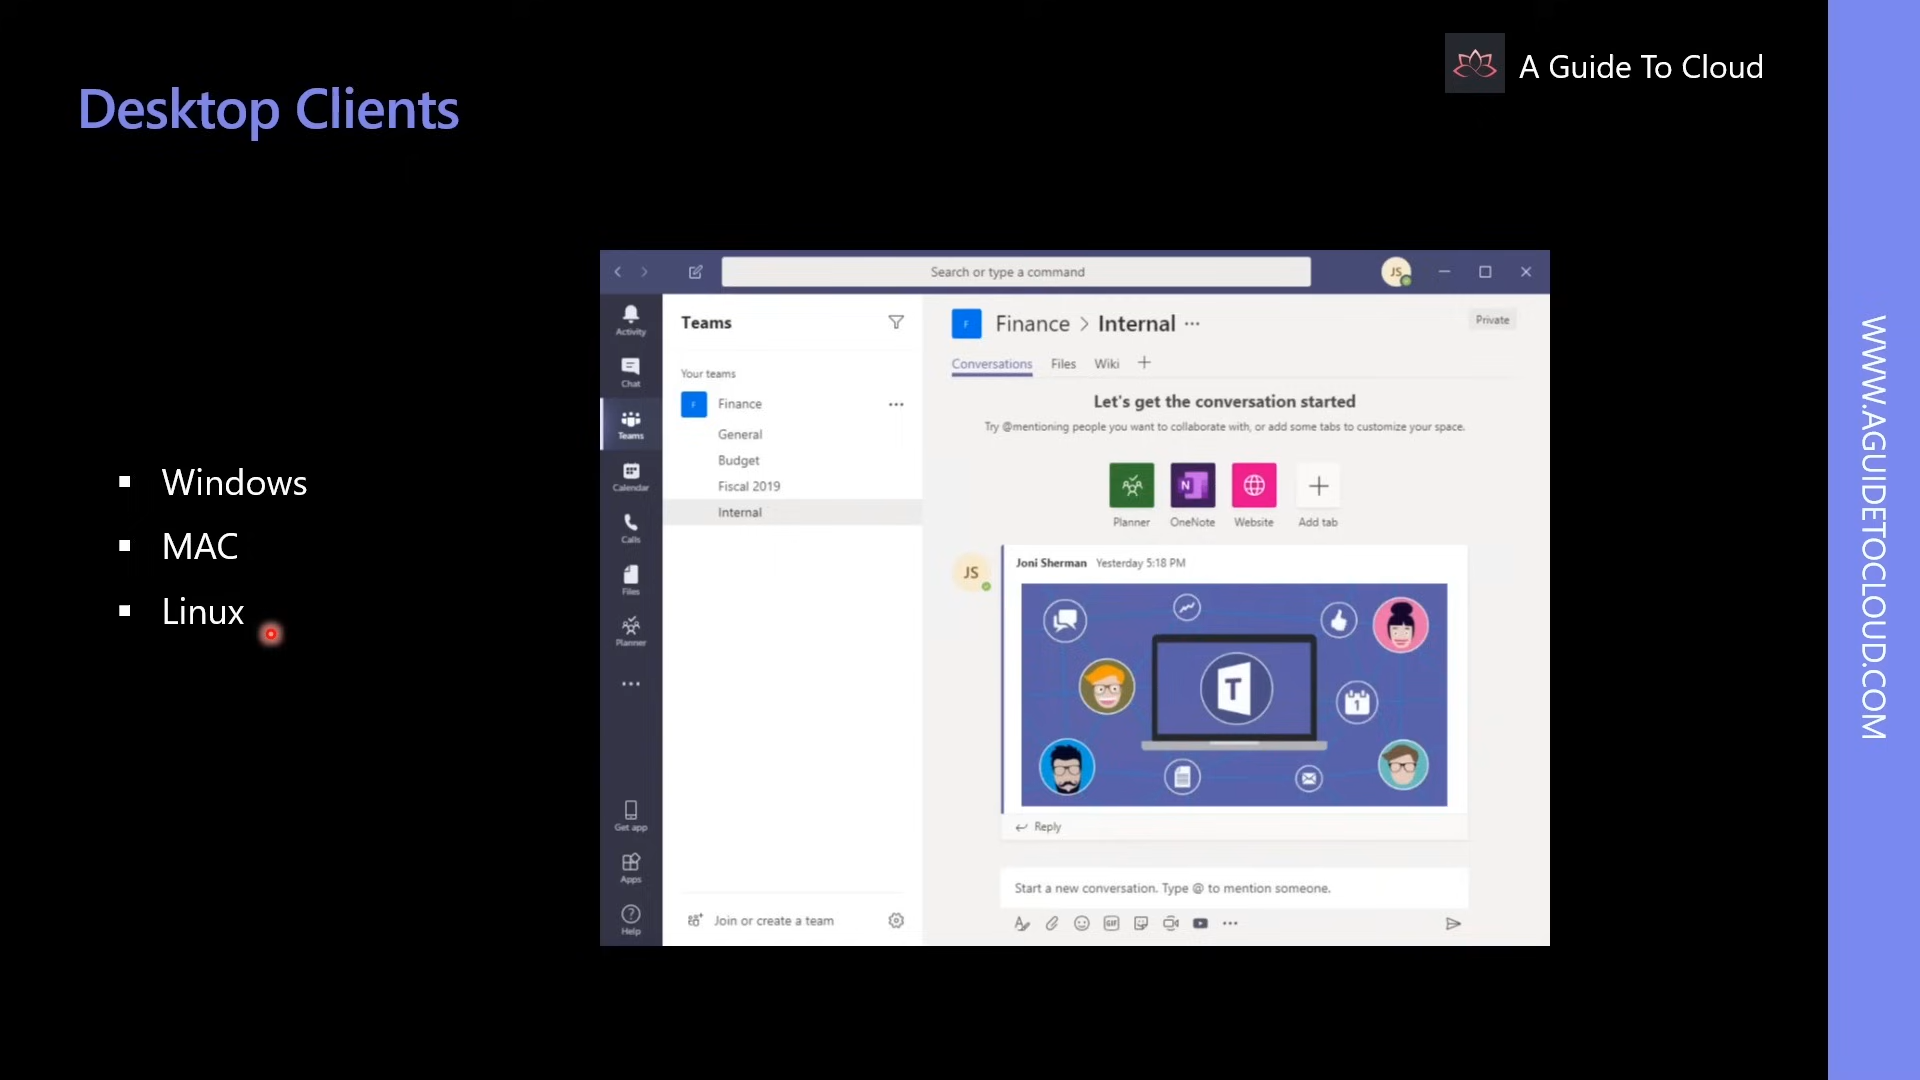 A Guide To Cloud
Desktop Clients
Windows
MAC
Linux
Search or type a command
JS
Activity
Chat
Teams
Calendar
Calls
Files
Planner
Get app
Apps
Help
Teams
Your teams
F
Finance
General
Budget
Fiscal 2019
Internal
Join or create a team
F
Finance > Internal ...
Private
Conversations Files Wiki +
Let's get the conversation started
Try @mentioning people you want to collaborate with, or add some tabs to customize your space.
N
Planner OneNote Website Add tab
JS
Joni Sherman Yesterday 5:18 PM
T
1
Reply
Start a new conversation. Type @ to mention someone.
GIF
WWW.AGUIDETOCLOUD.COM